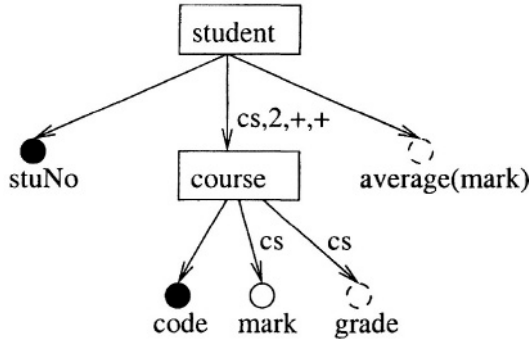 student
cs,2,+,+
stuNo
course
average(mark)
cs
cs
code
mark
grade